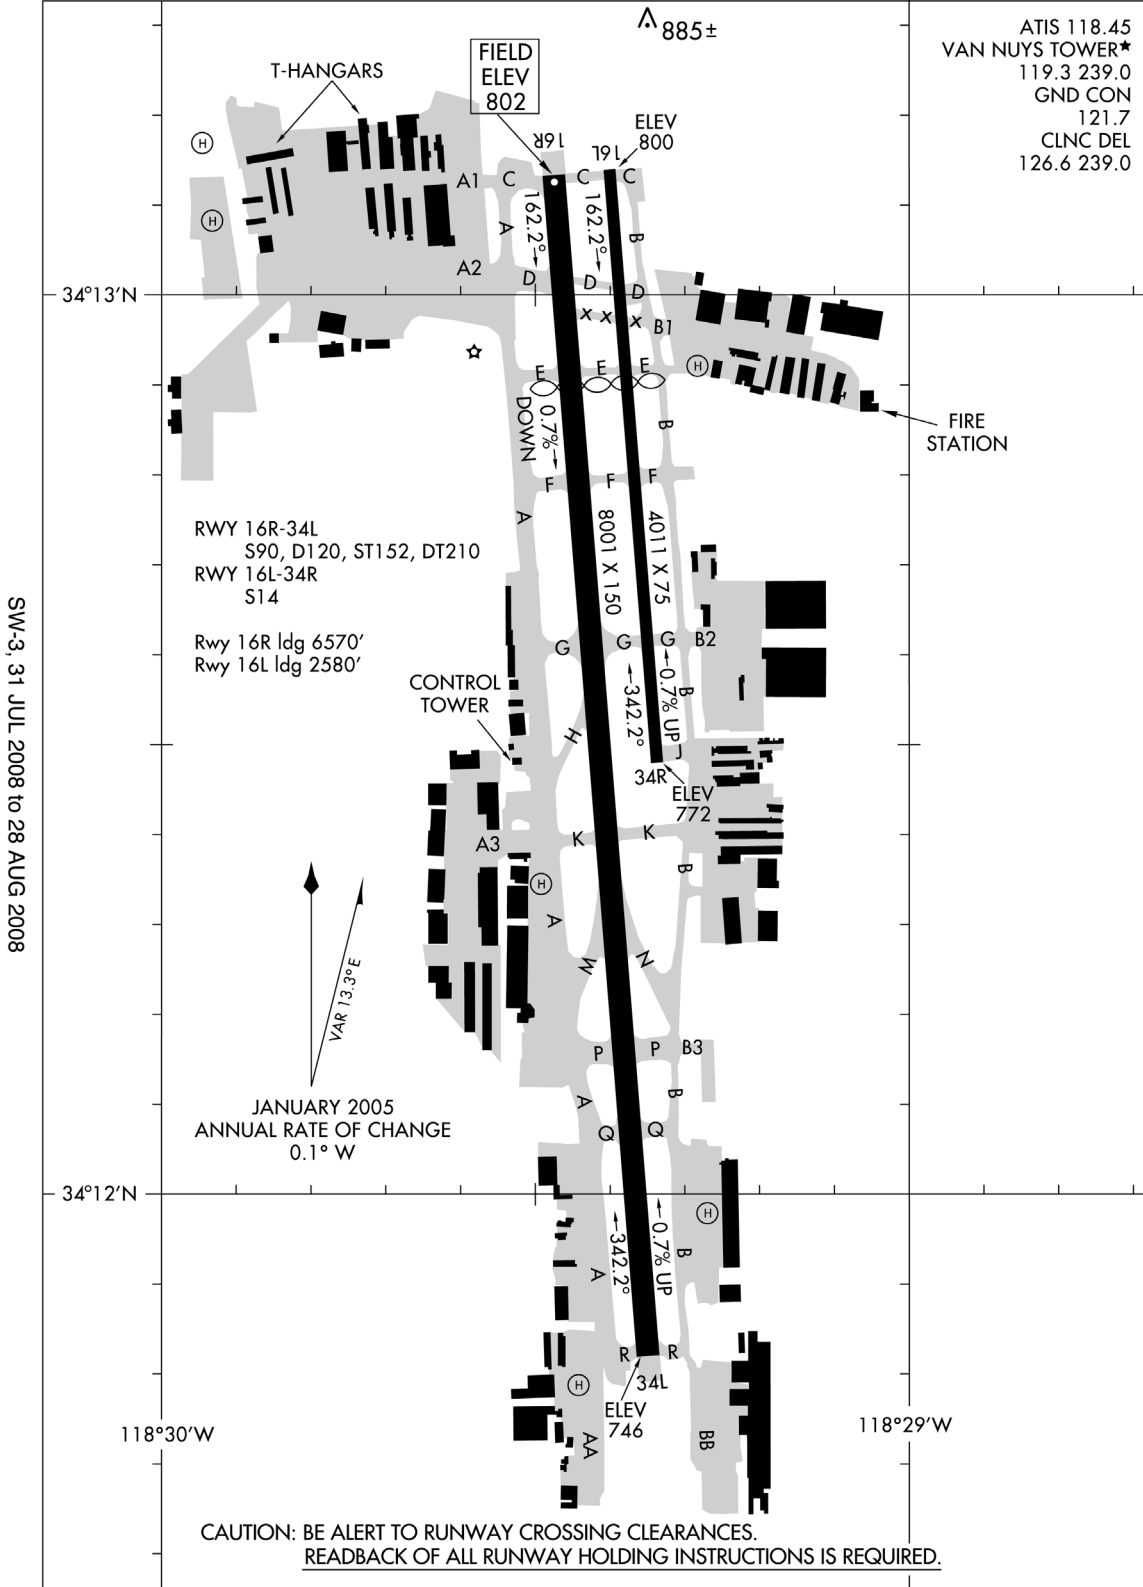 885±
ATIS 118.45
VAN NUYS TOWER★
119.3 239.0
GND CON
121.7
CLNC DEL
126.6 239.0
FIELD
ELEV
802
T-HANGARS
16R
16L
ELEV
800
H
H
A1
C
C
C
A
162.2°
162.2°
B
A2
D
D
D
34°13'N
x x x
B1
E
E
E
H
DOWN
0.7%
B
FIRE
STATION
F
F
F
A
8001 X 150
4011 X 75
RWY 16R-34L
S90, D120, ST152, DT210
RWY 16L-34R
S14
Rwy 16R ldg 6570'
Rwy 16L ldg 2580'
G
G
G
B2
CONTROL
TOWER
342.2°
0.7% UP
B
H
J
34R
ELEV
772
K
K
A3
B
H
A
M
N
VAR 13.3°E
P
P
B3
JANUARY 2005
ANNUAL RATE OF CHANGE
0.1° W
A
B
Q
Q
34°12'N
H
342.2°
0.7% UP
A
B
R
R
34L
H
ELEV
746
118°30'W
118°29'W
AA
BB
CAUTION: BE ALERT TO RUNWAY CROSSING CLEARANCES.
READBACK OF ALL RUNWAY HOLDING INSTRUCTIONS IS REQUIRED.
SW-3, 31 JUL 2008 to 28 AUG 2008